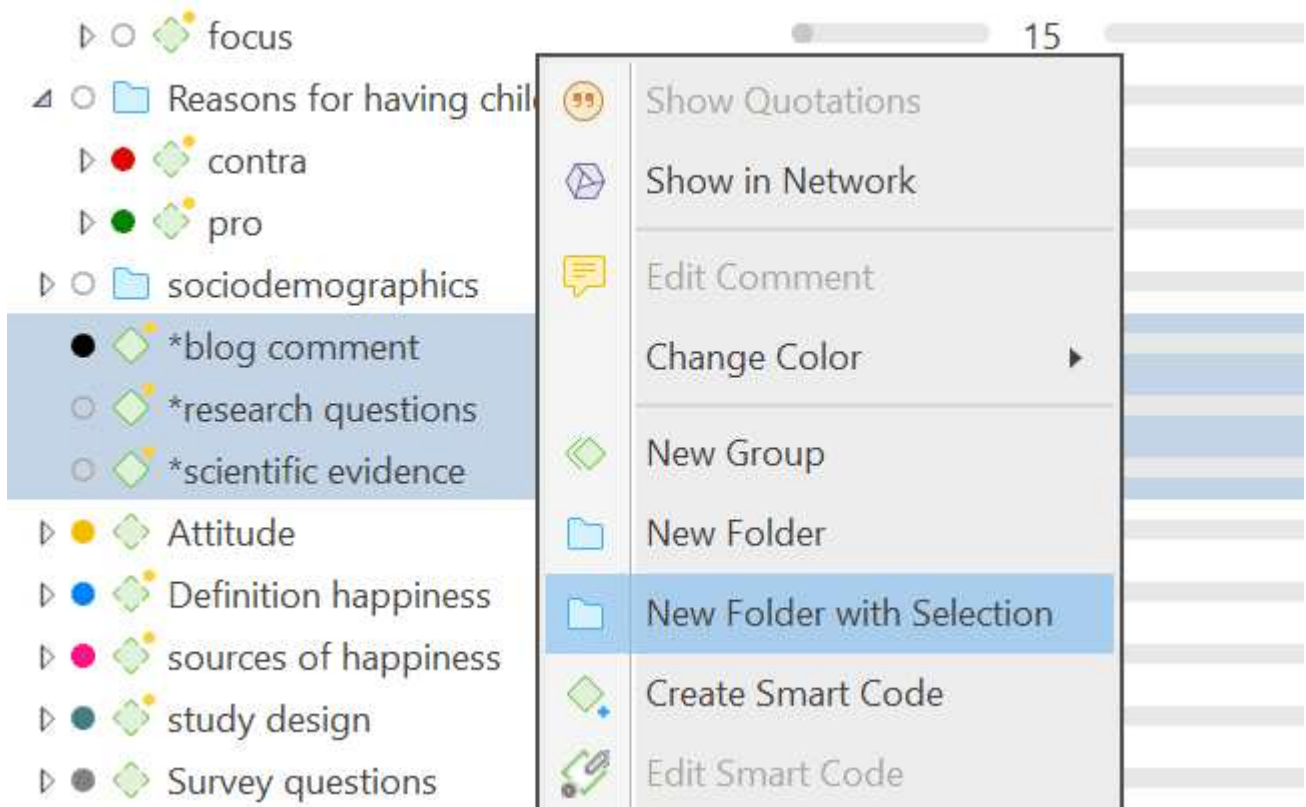 focus
15
Reasons for having chil
contra
pro
sociodemographics
*blog comment
*research questions
*scientific evidence
Attitude
Definition happiness
sources of happiness
study design
Survey questions
Show Quotations
Show in Network
Edit Comment
Change Color
New Group
New Folder
New Folder with Selection
Create Smart Code
Edit Smart Code